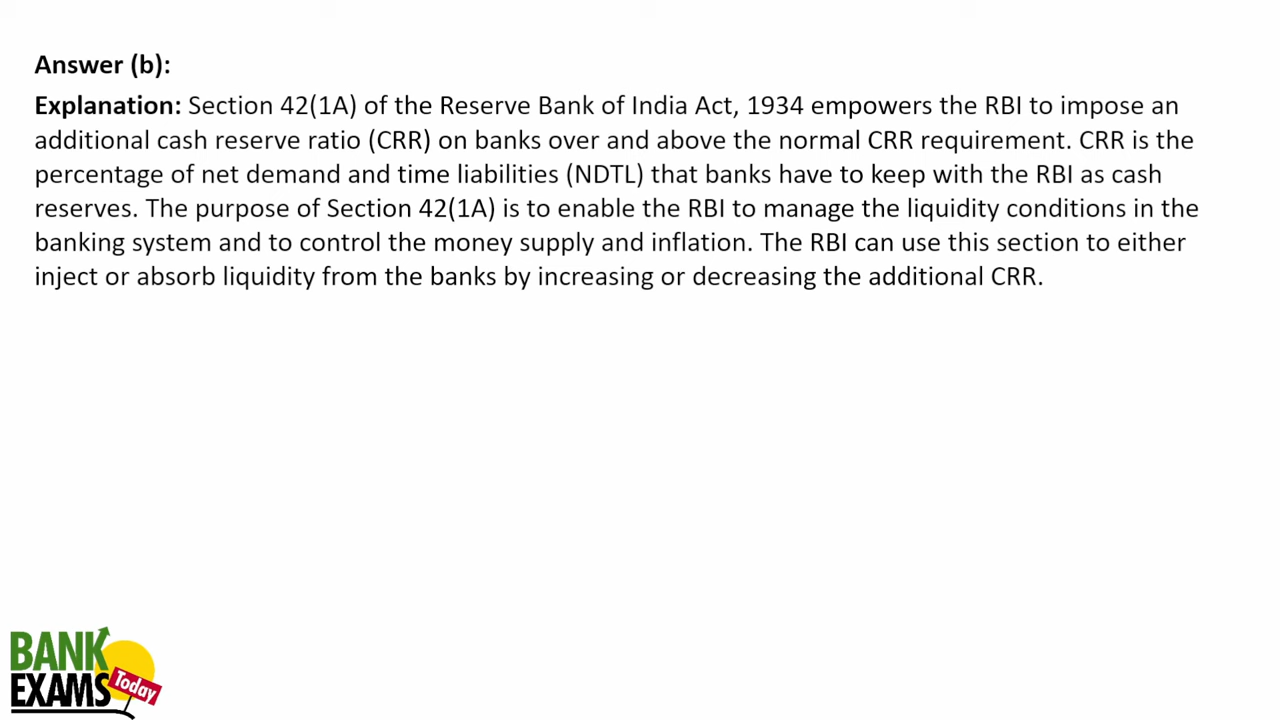 Answer (b):
Explanation: Section 42(1A) of the Reserve Bank of India Act, 1934 empowers the RBI to impose an
additional cash reserve ratio (CRR) on banks over and above the normal CRR requirement. CRR is the
percentage of net demand and time liabilities (NDTL) that banks have to keep with the RBI as cash
reserves. The purpose of Section 42(1A) is to enable the RBI to manage the liquidity conditions in the
banking system and to control the money supply and inflation. The RBI can use this section to either
inject or absorb liquidity from the banks by increasing or decreasing the additional CRR.
BANK
EXAMS
Today